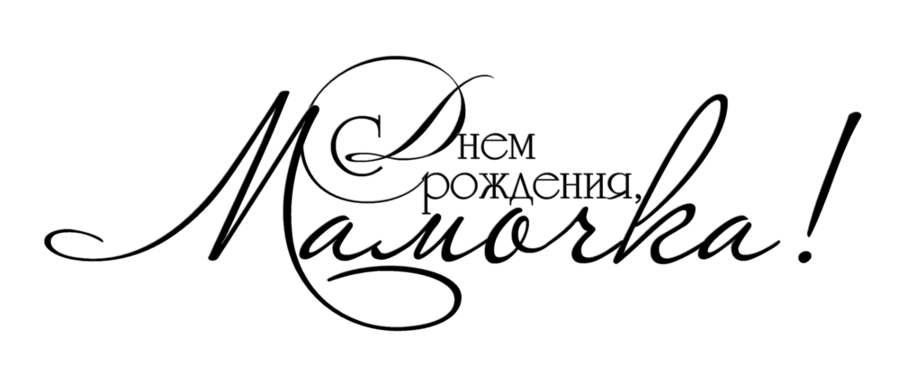 С Днем
рождения,
Мамочка!